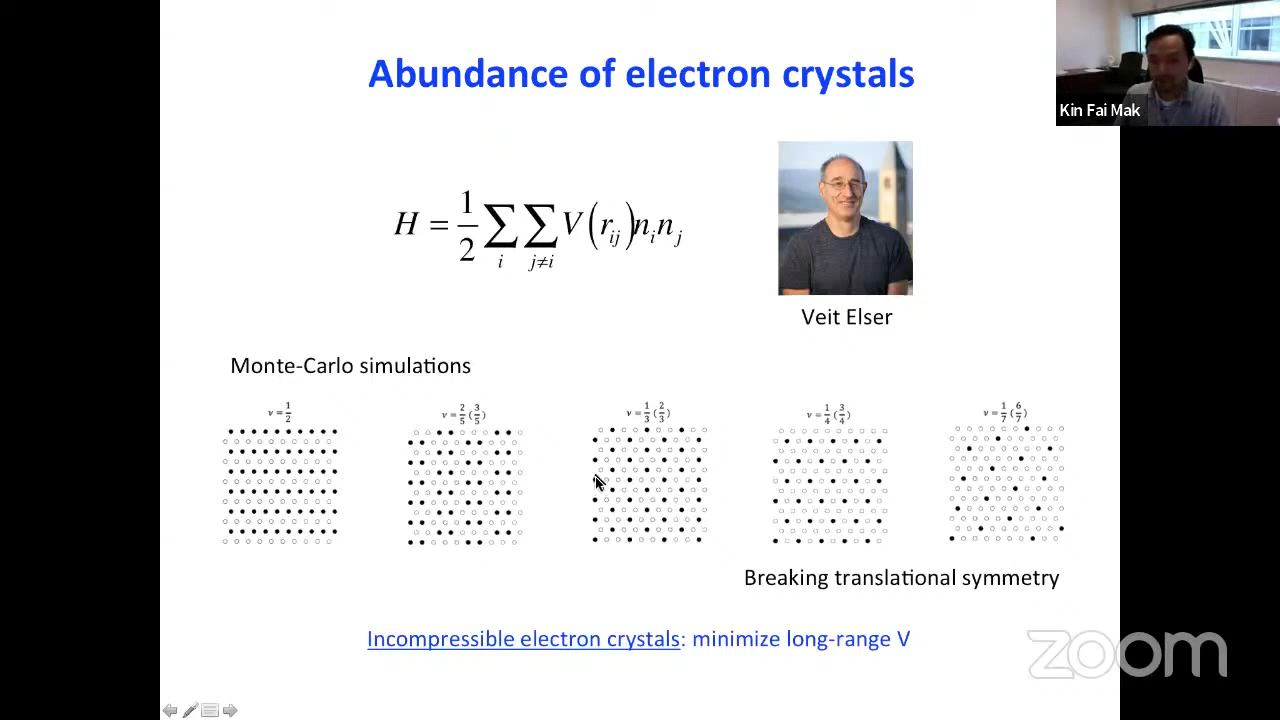 Abundance of electron crystals
Kin Fai Mak
H = 1/2 ∑_i ∑_{j≠i} V(r_{ij}) n_i n_j
Veit Elser
Monte-Carlo simulations
ν = 1/2
ν = 2/5 (3/5)
ν = 1/3 (2/3)
ν = 1/4 (3/4)
ν = 1/7 (6/7)
Breaking translational symmetry
Incompressible electron crystals: minimize long-range V
zoom